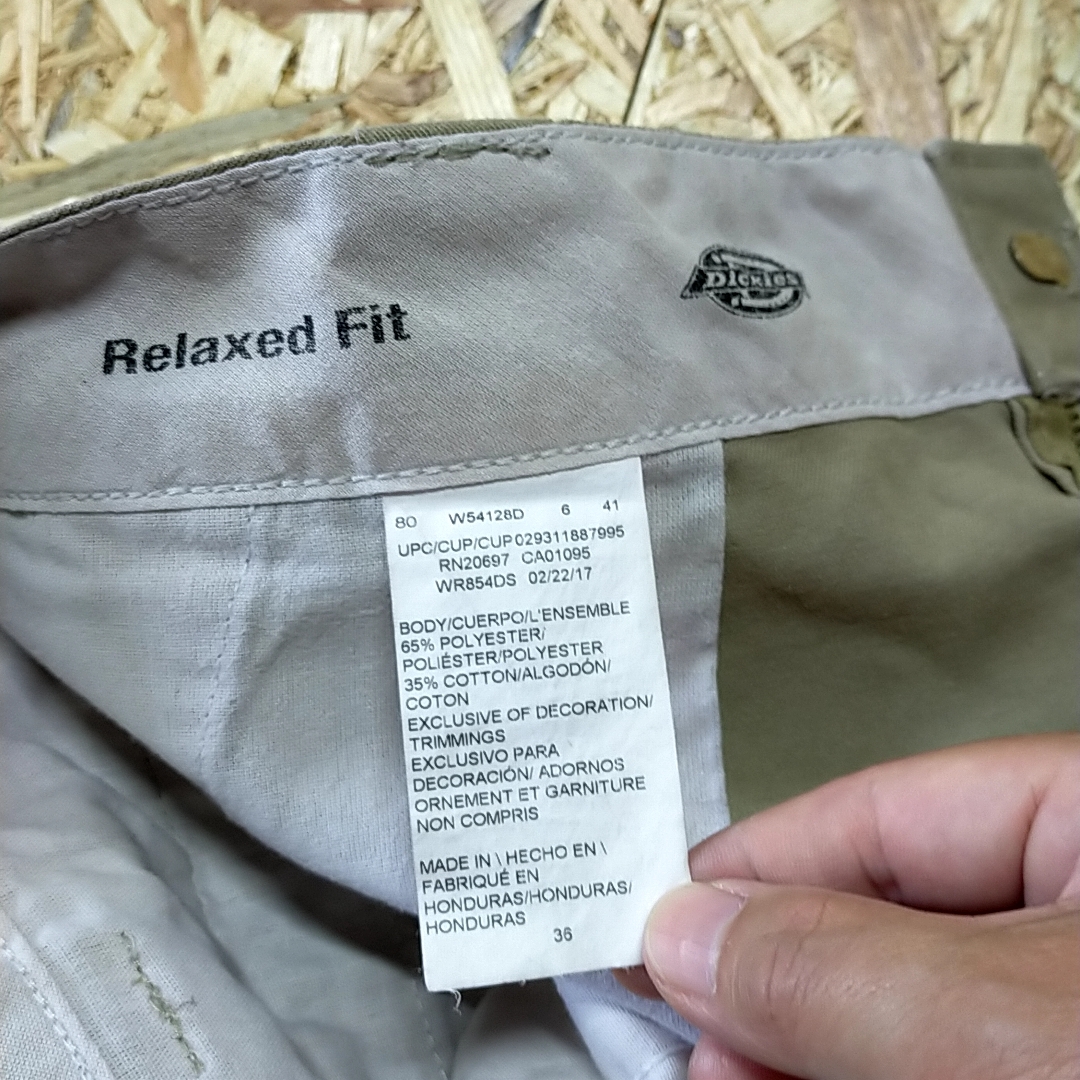 Relaxed Fit
Dickies
80 W54128D 6 41
UPC/CUP/CUP 029311887995
RN20697 CA01095
WR854DS 02/22/17
BODY/CUERPO/L'ENSEMBLE
65% POLYESTER/
POLIÉSTER/POLYESTER
35% COTTON/ALGODÓN/
COTON
EXCLUSIVE OF DECORATION/
TRIMMINGS
EXCLUSIVO PARA
DECORACIÓN/ ADORNOS
ORNEMENT ET GARNITURE
NON COMPRIS
MADE IN \ HECHO EN \
FABRIQUÉ EN
HONDURAS/HONDURAS/
HONDURAS
36